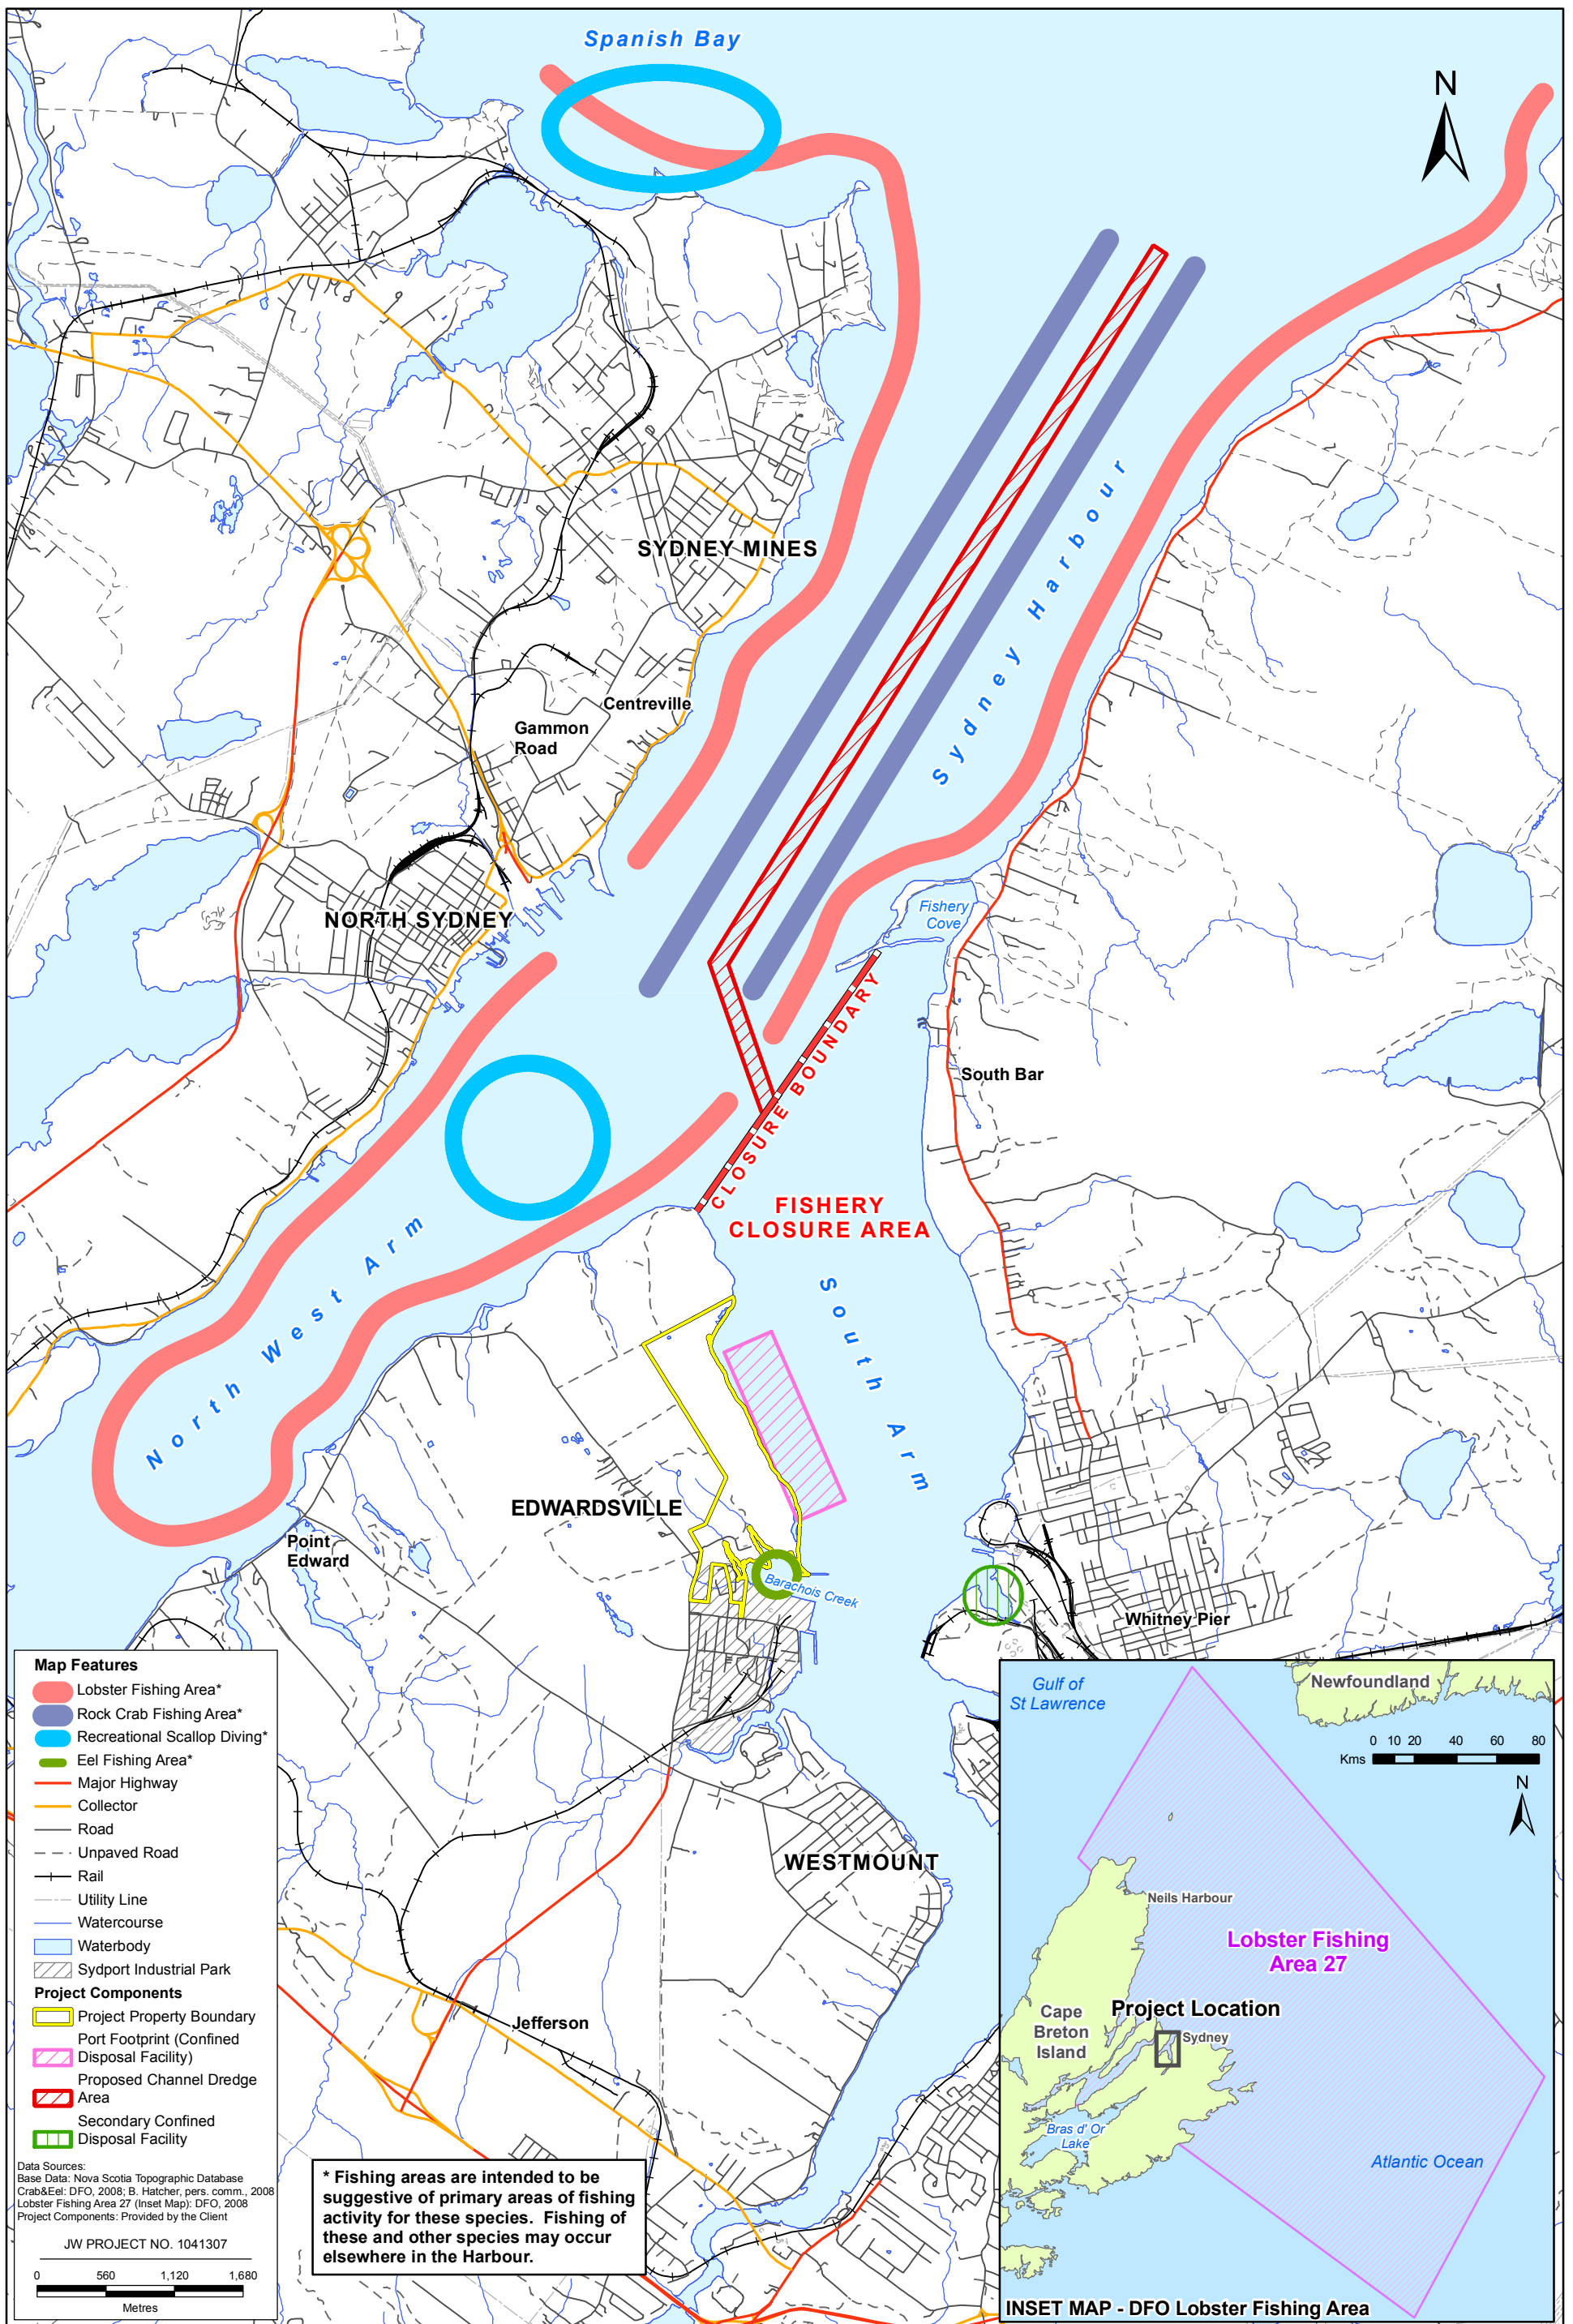 Spanish Bay
N
SYDNEY MINES
Sydney Harbour
Centreville
Gammon
Road
NORTH SYDNEY
Fishery
Cove
CLOSURE BOUNDARY
South Bar
FISHERY
CLOSURE AREA
North West Arm
South Arm
EDWARDSVILLE
Point
Edward
Barachois Creek
Whitney Pier
WESTMOUNT
Jefferson
Map Features
Lobster Fishing Area*
Rock Crab Fishing Area*
Recreational Scallop Diving*
Eel Fishing Area*
Major Highway
Collector
Road
Unpaved Road
Rail
Utility Line
Watercourse
Waterbody
Sydport Industrial Park
Project Components
Project Property Boundary
Port Footprint (Confined
Disposal Facility)
Proposed Channel Dredge
Area
Secondary Confined
Disposal Facility
Data Sources:
Base Data: Nova Scotia Topographic Database
Crab&Eel: DFO, 2008; B. Hatcher, pers. comm., 2008
Lobster Fishing Area 27 (Inset Map): DFO, 2008
Project Components: Provided by the Client
JW PROJECT NO. 1041307
0 560 1,120 1,680
Metres
* Fishing areas are intended to be
suggestive of primary areas of fishing
activity for these species. Fishing of
these and other species may occur
elsewhere in the Harbour.
Gulf of
St Lawrence
Newfoundland
0 10 20 40 60 80
Kms
N
Neils Harbour
Lobster Fishing
Area 27
Project Location
Cape
Breton
Island
Sydney
Bras d' Or
Lake
Atlantic Ocean
INSET MAP - DFO Lobster Fishing Area